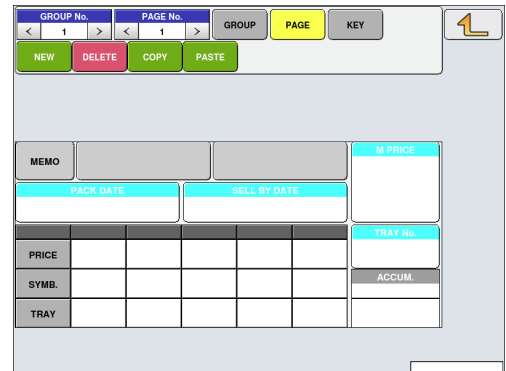 GROUP No.
PAGE No.
< 1 >
< 1 >
GROUP
PAGE
KEY
NEW
DELETE
COPY
PASTE
MEMO
M PRICE
PACK DATE
SELL BY DATE
TRAY No.
PRICE
SYMB.
ACCUM.
TRAY